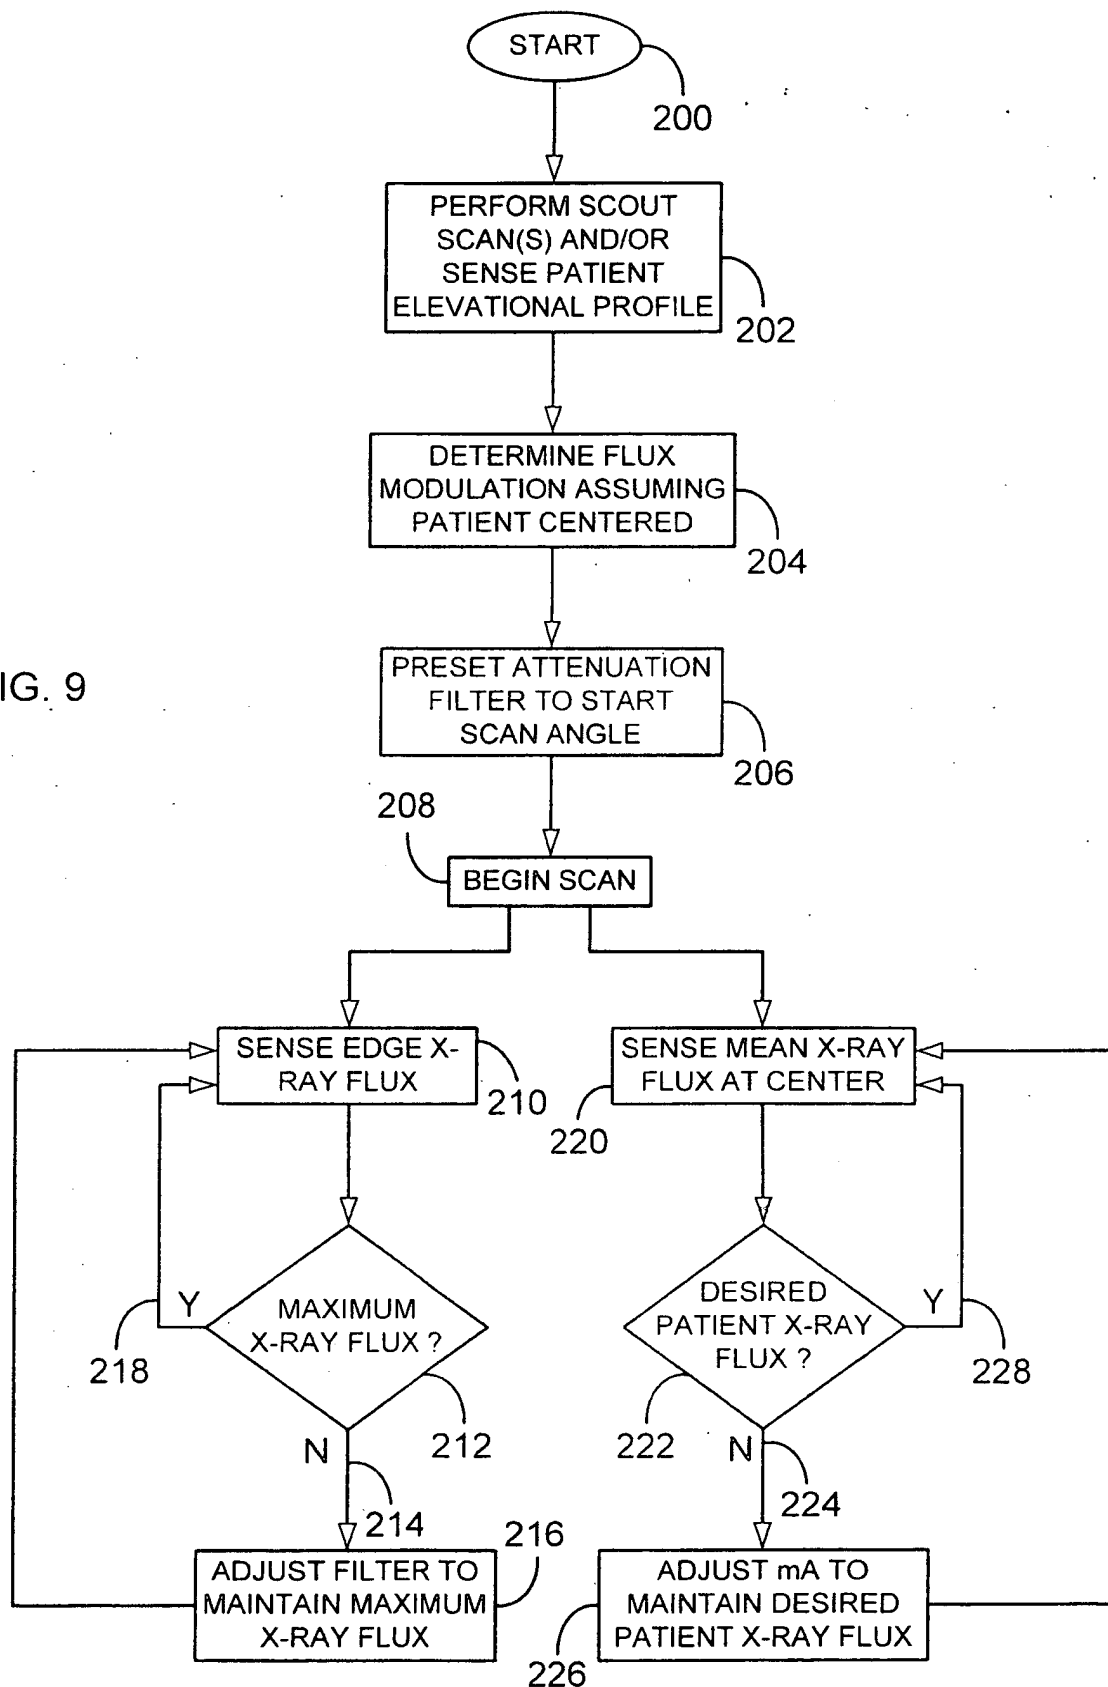 START
200
PERFORM SCOUT
SCAN(S) AND/OR
SENSE PATIENT
ELEVATIONAL PROFILE
202
DETERMINE FLUX
MODULATION ASSUMING
PATIENT CENTERED
204
IG. 9
PRESET ATTENUATION
FILTER TO START
SCAN ANGLE
206
208
BEGIN SCAN
SENSE EDGE X-
RAY FLUX
210
SENSE MEAN X-RAY
FLUX AT CENTER
220
MAXIMUM
X-RAY FLUX ?
Y
218
212
N
214
DESIRED
PATIENT X-RAY
FLUX ?
Y
228
222
N
224
ADJUST FILTER TO
MAINTAIN MAXIMUM
X-RAY FLUX
216
ADJUST mA TO
MAINTAIN DESIRED
PATIENT X-RAY FLUX
226